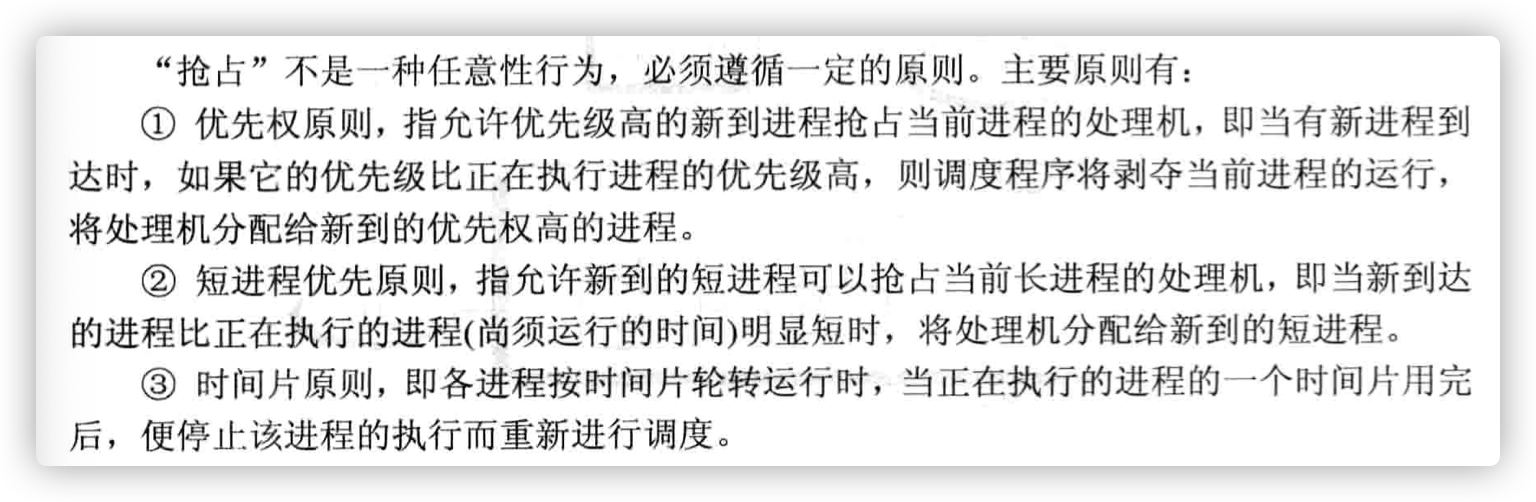 “抢占”不是一种任意性行为，必须遵循一定的原则。主要原则有：
① 优先权原则，指允许优先级高的新到进程抢占当前进程的处理机，即当有新进程到
达时，如果它的优先级比正在执行进程的优先级高，则调度程序将剥夺当前进程的运行，
将处理机分配给新到的优先权高的进程。
② 短进程优先原则，指允许新到的短进程可以抢占当前长进程的处理机，即当新到达
的进程比正在执行的进程(尚须运行的时间)明显短时，将处理机分配给新到的短进程。
③ 时间片原则，即各进程按时间片轮转运行时，当正在执行的进程的一个时间片用完
后，便停止该进程的执行而重新进行调度。